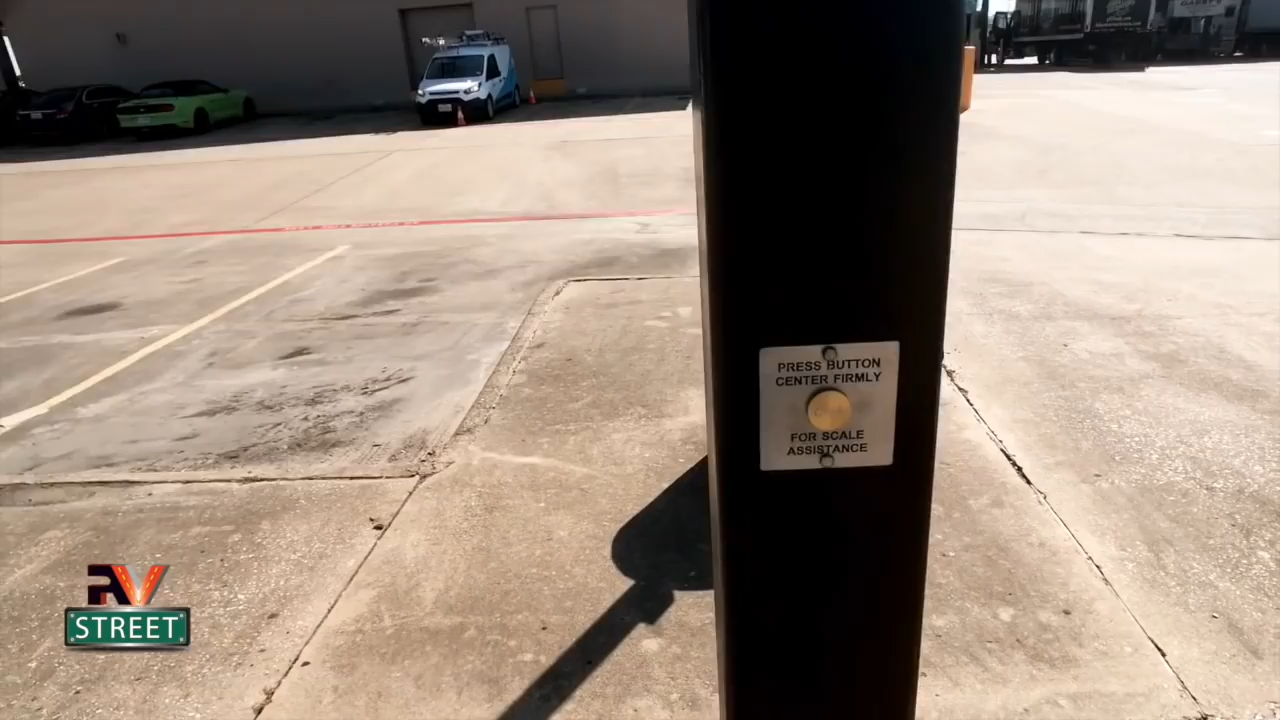 PRESS BUTTON
CENTER FIRMLY
FOR SCALE
ASSISTANCE
RV
STREET